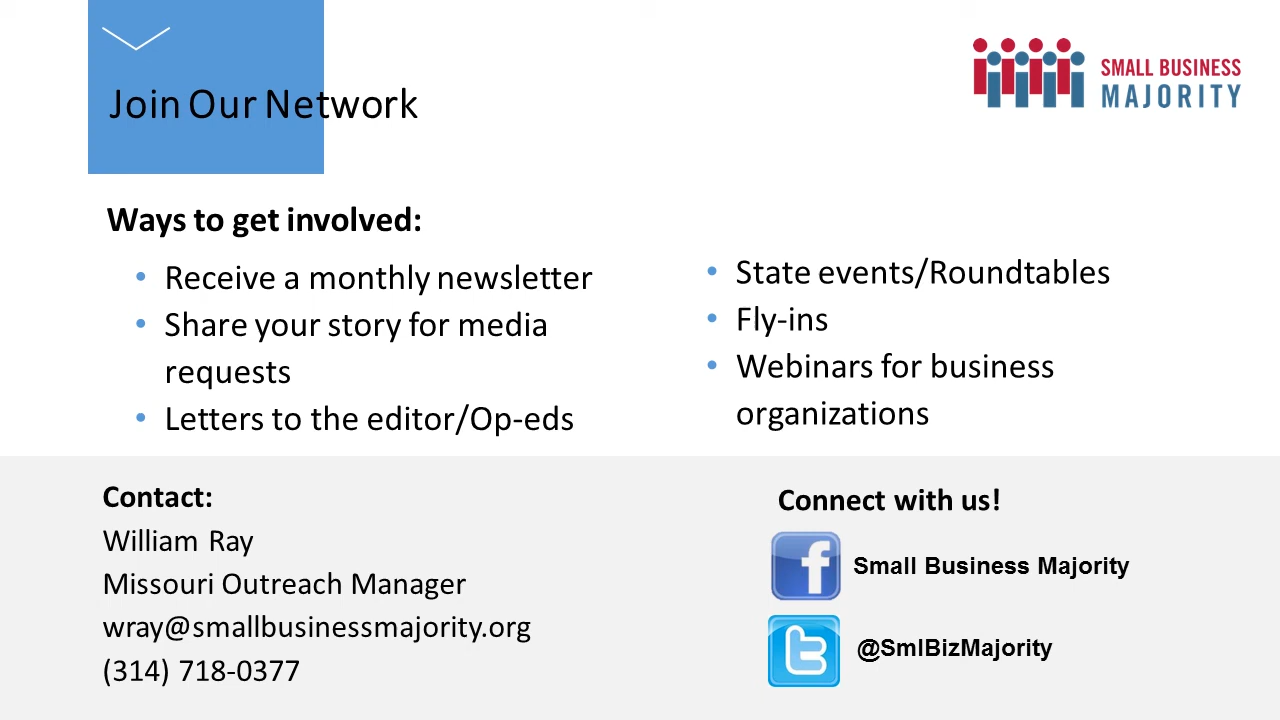 Join Our Network
SMALL BUSINESS
MAJORITY
Ways to get involved:
• Receive a monthly newsletter
• Share your story for media
requests
• Letters to the editor/Op-eds
• State events/Roundtables
• Fly-ins
• Webinars for business
organizations
Contact:
William Ray
Missouri Outreach Manager
wray@smallbusinessmajority.org
(314) 718-0377
Connect with us!
f Small Business Majority
t @SmlBizMajority